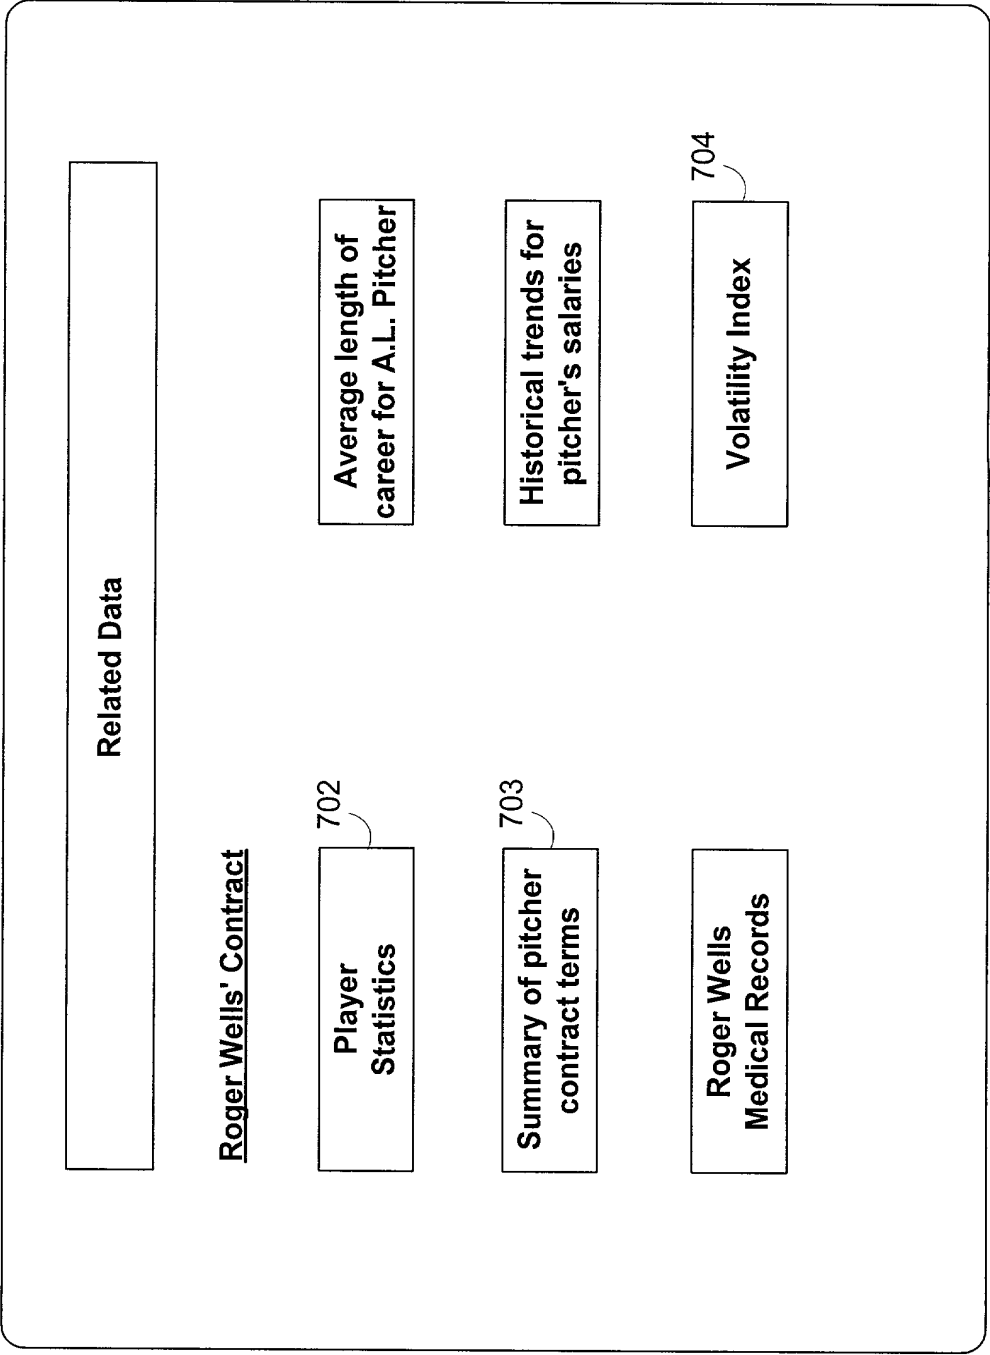 Related Data
Roger Wells' Contract
702
Player
Statistics
Average length of
career for A.L. Pitcher
703
Summary of pitcher
contract terms
Historical trends for
pitcher's salaries
Roger Wells
Medical Records
704
Volatility Index